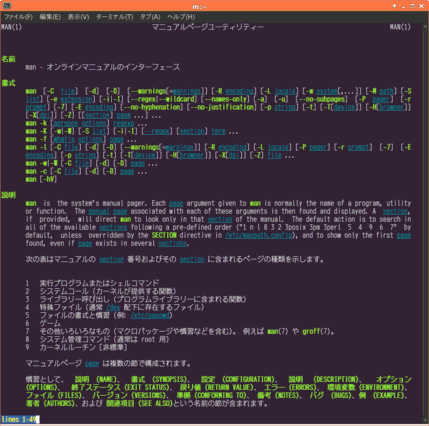 m:~
ファイル(F) 編集(E) 表示(V) ターミナル(T) タブ(A) ヘルプ(H)
MAN(1) マニュアルページユーティリティー MAN(1)
名前
man - オンラインマニュアルのインターフェース
書式
man [-C file] [-d] [-D] [--warnings[=warnings]] [-R encoding] [-L locale] [-m system[,...]] [-M path] [-S
list] [-e extension] [-i|-I] [--regex|--wildcard] [--names-only] [-a] [-u] [--no-subpages] [-P pager] [-r
prompt] [-7] [-E encoding] [--no-hyphenation] [--no-justification] [-p string] [-t] [-T[device]] [-H[browser]]
[-X[dpi]] [-Z] [[section] page ...] ...
man -k [apropos options] regexp ...
man -K [-w|-W] [-S list] [-i|-I] [--regex] [section] term ...
man -f [whatis options] page ...
man -l [-C file] [-d] [-D] [--warnings[=warnings]] [-R encoding] [-L locale] [-P pager] [-r prompt] [-7] [-E
encoding] [-p string] [-t] [-T[device]] [-H[browser]] [-X[dpi]] [-Z] file ...
man -w|-W [-C file] [-d] [-D] page ...
man -c [-C file] [-d] [-D] page ...
man [-hV]
説明
man is the system's manual pager. Each page argument given to man is normally the name of a program, utility
or function. The manual page associated with each of these arguments is then found and displayed. A section,
if provided, will direct man to look only in that section of the manual. The default action is to search in
all of the available sections following a pre-defined order ("1 n l 8 3 2 3posix 3pm 3perl 5 4 9 6 7" by
default, unless overridden by the SECTION directive in /etc/manpath.config), and to show only the first page
found, even if page exists in several sections.
次の表はマニュアルの section 番号およびその section に含まれるページの種類を示します。
1 実行プログラムまたはシェルコマンド
2 システムコール (カーネルが提供する関数)
3 ライブラリー呼び出し (プログラムライブラリーに含まれる関数)
4 特殊ファイル (通常 /dev 配下に存在するファイル)
5 ファイルの書式と慣習 (例: /etc/passwd)
6 ゲーム
7 その他いろいろなもの (マクロパッケージや慣習などを含む)。 例えば man(7) や groff(7)。
8 システム管理コマンド (通常は root 用)
9 カーネルルーチン [非標準]
マニュアルページ page は複数の節で構成されます。
慣習として、 説明 (NAME)、 書式 (SYNOPSIS)、 設定 (CONFIGURATION)、 説明 (DESCRIPTION)、 オプション
(OPTIONS)、 終了ステータス (EXIT STATUS)、 戻り値 (RETURN VALUE)、 エラー (ERRORS)、 環境変数 (ENVIRONMENT)、
ファイル (FILES)、 バージョン (VERSIONS)、 準拠 (CONFORMING TO)、 備考 (NOTES)、 バグ (BUGS)、例 (EXAMPLE)、
著者 (AUTHORS)、および 関連項目 (SEE ALSO)という名前の節が含まれます。
lines 1-49